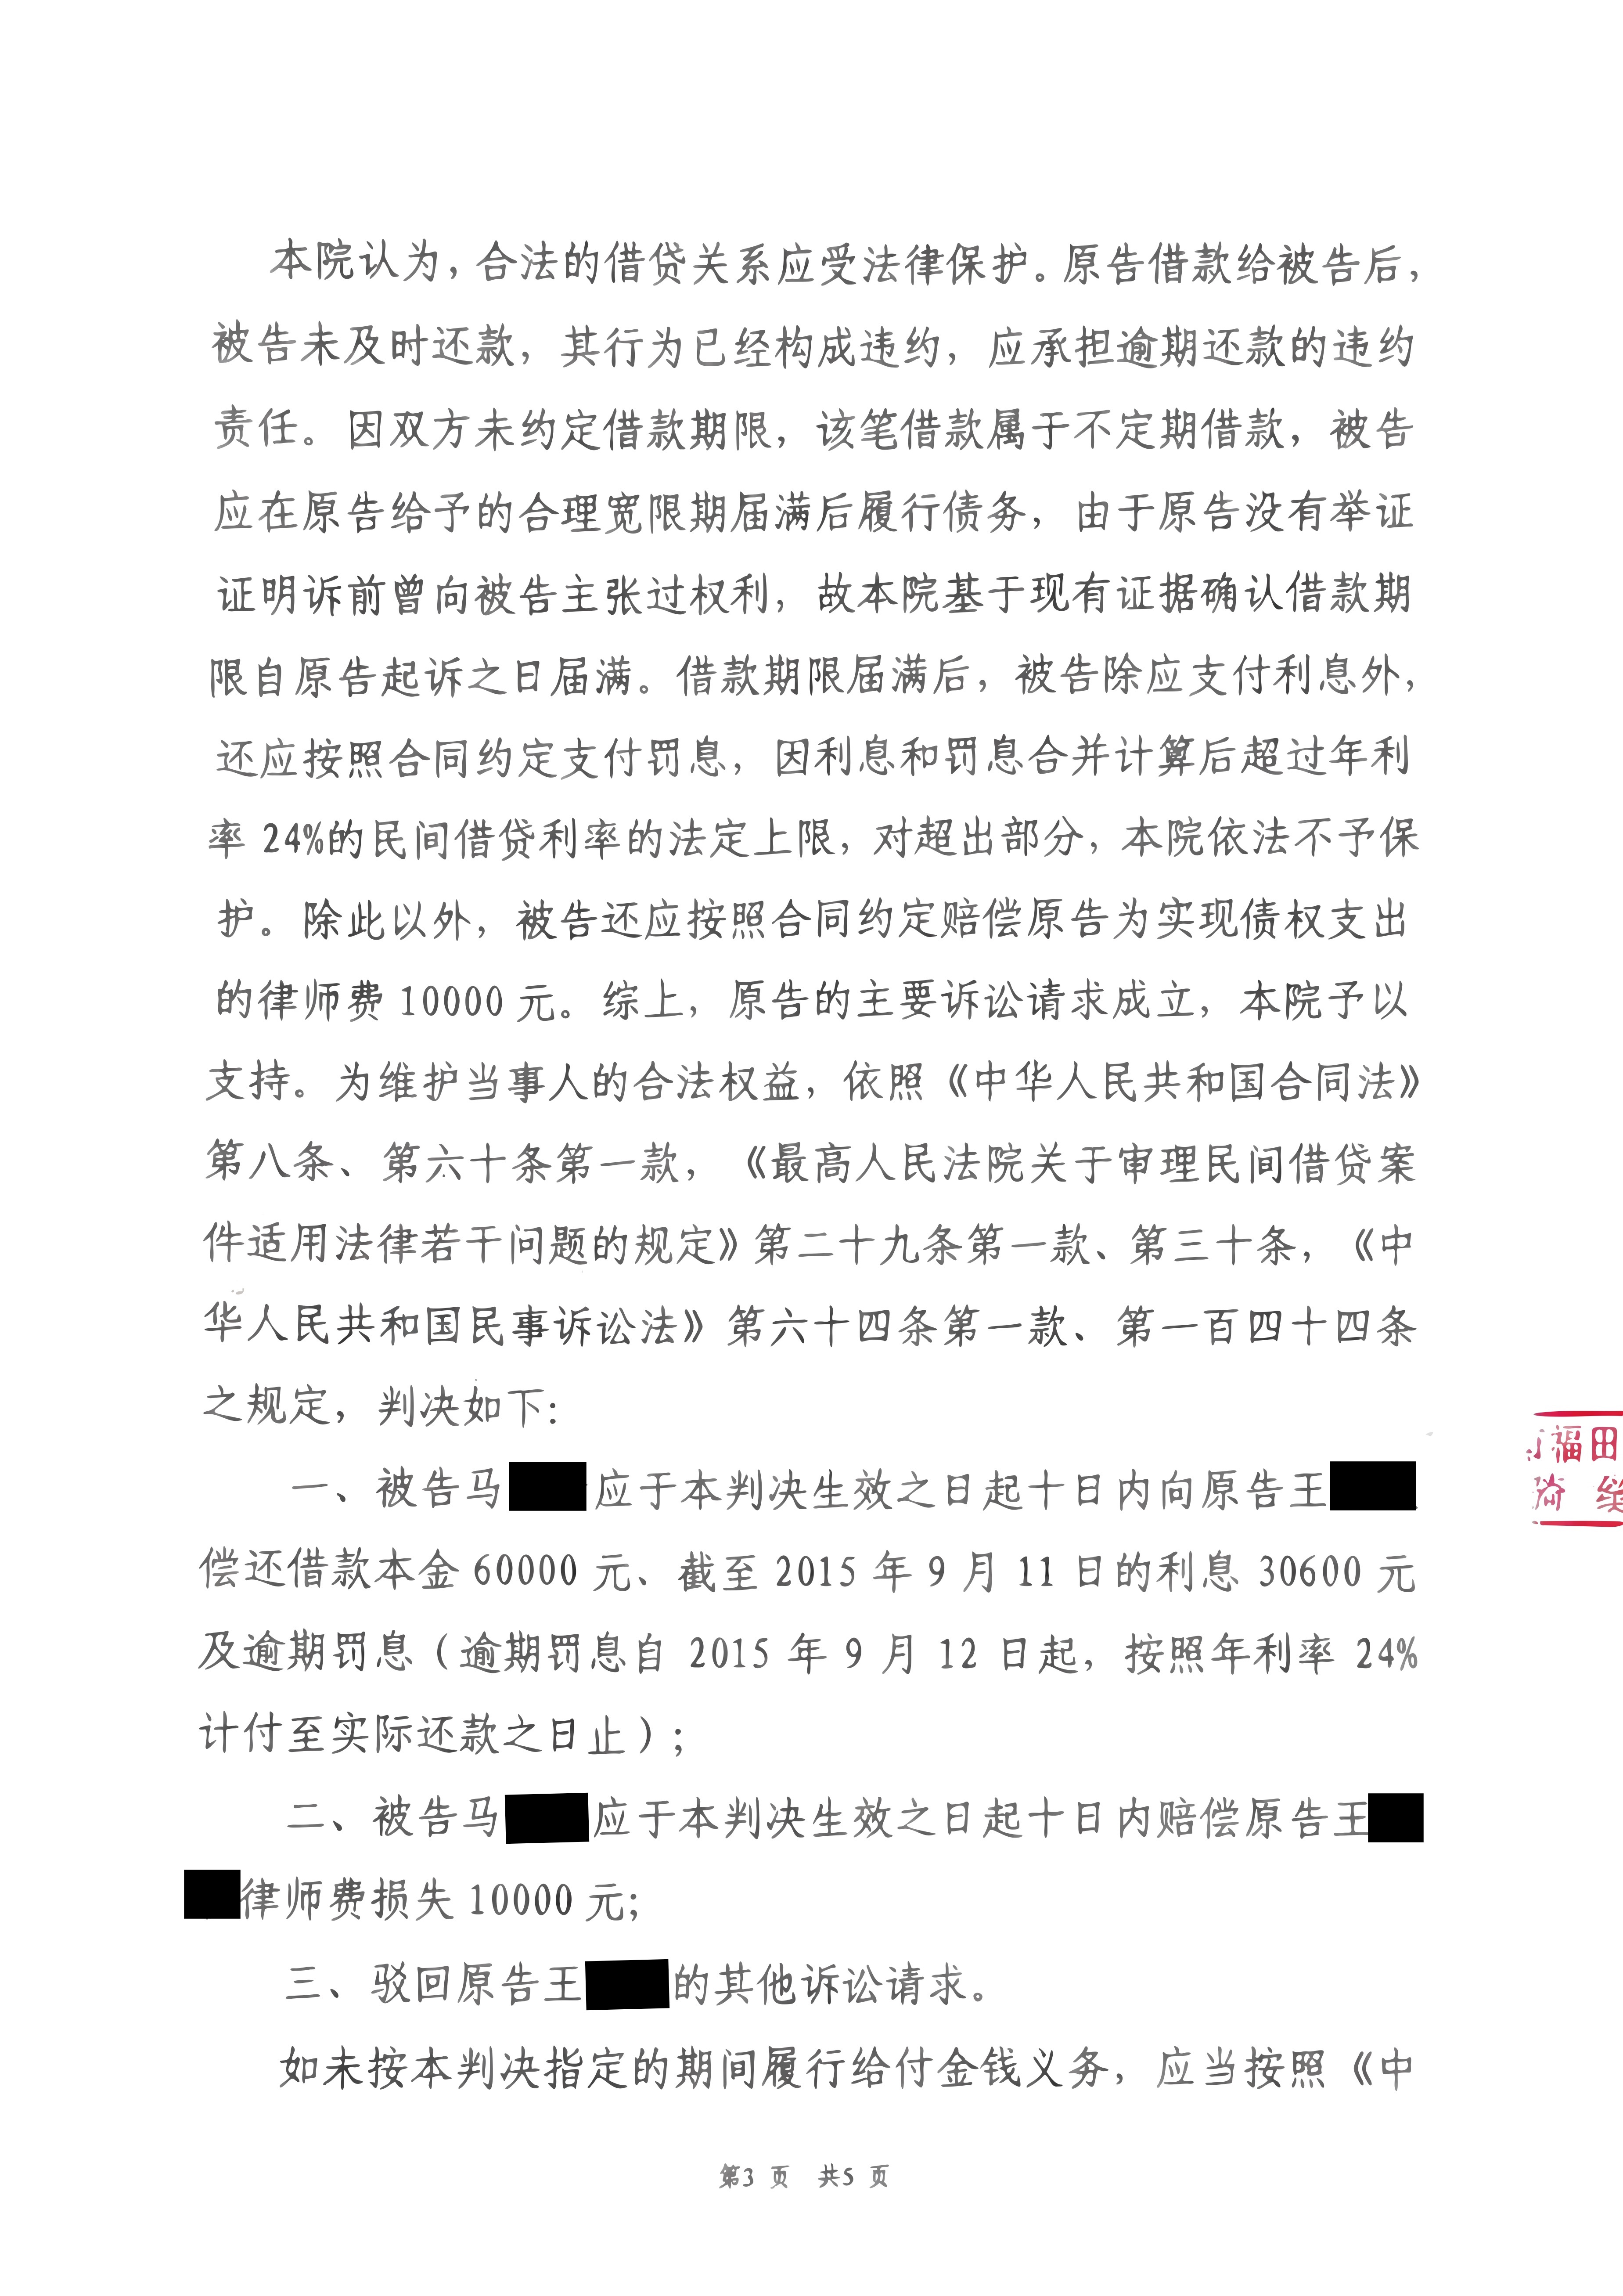 本院认为，合法的借贷关系应受法律保护。原告借款给被告后，
被告未及时还款，其行为已经构成违约，应承担逾期还款的违约
责任。因双方未约定借款期限，该笔借款属于不定期借款，被告
应在原告给予的合理宽限期届满后履行债务，由于原告没有举证
证明诉前曾向被告主张过权利，故本院基于现有证据确认借款期
限自原告起诉之日届满。借款期限届满后，被告除应支付利息外，
还应按照合同约定支付罚息，因利息和罚息合并计算后超过年利
率 24%的民间借贷利率的法定上限，对超出部分，本院依法不予保
护。除此以外，被告还应按照合同约定赔偿原告为实现债权支出
的律师费 10000 元。综上，原告的主要诉讼请求成立，本院予以
支持。为维护当事人的合法权益，依照《中华人民共和国合同法》
第八条、第六十条第一款，《最高人民法院关于审理民间借贷案
件适用法律若干问题的规定》第二十九条第一款、第三十条，《中
华人民共和国民事诉讼法》第六十四条第一款、第一百四十四条
之规定，判决如下：
一、被告马应于本判决生效之日起十日内向原告王
偿还借款本金 60000 元、截至 2015 年 9 月 11 日的利息 30600 元
及逾期罚息（逾期罚息自 2015 年 9 月 12 日起，按照年利率 24%
计付至实际还款之日止）；
二、被告马应于本判决生效之日起十日内赔偿原告王
律师费损失 10000 元；
三、驳回原告王的其他诉讼请求。
如未按本判决指定的期间履行给付金钱义务，应当按照《中
第3 页 共5 页
福田